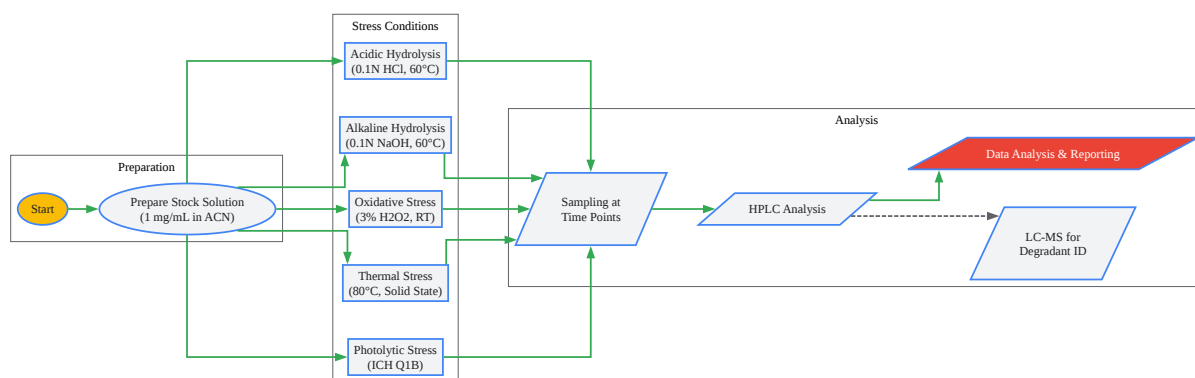 Preparation
Start
Prepare Stock Solution
(1 mg/mL in ACN)
Stress Conditions
Acidic Hydrolysis
(0.1N HCl, 60°C)
Alkaline Hydrolysis
(0.1N NaOH, 60°C)
Oxidative Stress
(3% H2O2, RT)
Thermal Stress
(80°C, Solid State)
Photolytic Stress
(ICH Q1B)
Analysis
Sampling at
Time Points
HPLC Analysis
Data Analysis & Reporting
LC-MS for
Degradant ID